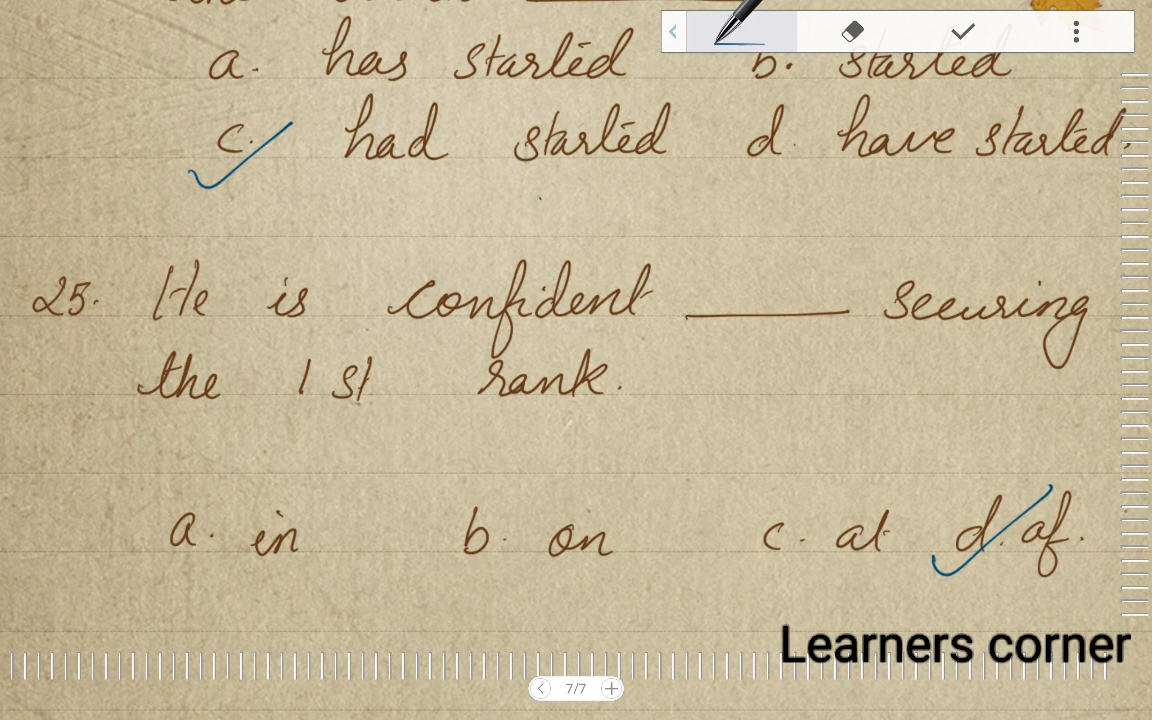 a. has started b. started
c. had started d. have started.
25. He is confident ______ securing
the 1st rank.
a. in b. on c. at d. of.
Learners corner
7/7